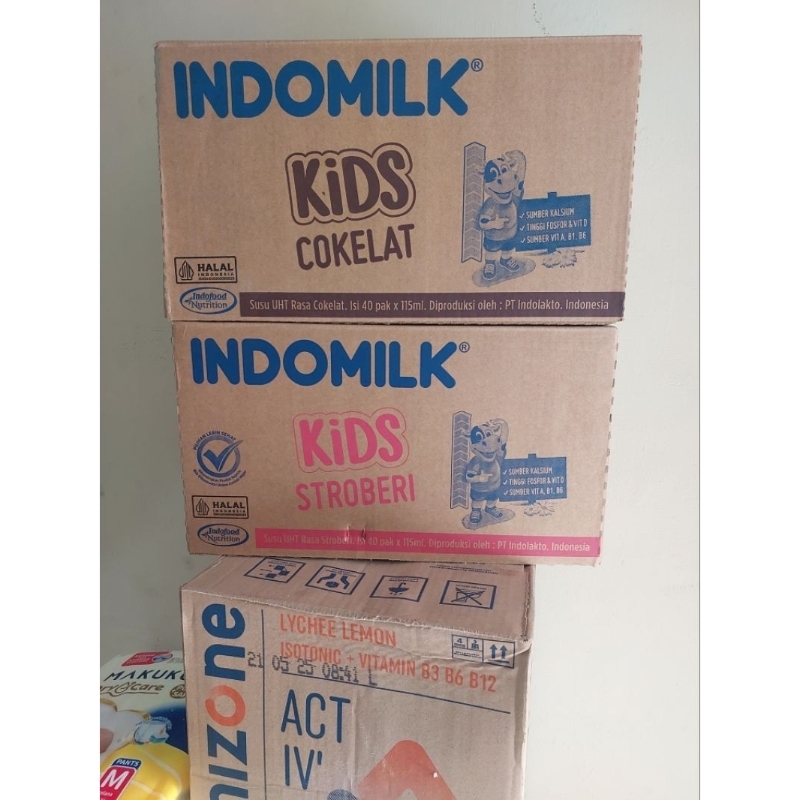 INDOMILK®
KiDS
COKELAT
✓ SUMBER KALSIUM
✓ TINGGI FOSFOR & VIT D
✓ SUMBER VIT A, B1, B6
HALAL
INDONESIA
Indofood
Nutrition
Susu UHT Rasa Cokelat. Isi 40 pak x 115ml. Diproduksi oleh : PT Indolakto. Indonesia
INDOMILK®
KiDS
STROBERI
✓ SUMBER KALSIUM
✓ TINGGI FOSFOR & VIT D
✓ SUMBER VIT A, B1, B6
HALAL
INDONESIA
Indofood
Nutrition
Susu UHT Rasa Stroberi. Isi 40 pak x 115ml. Diproduksi oleh : PT Indolakto. Indonesia
nizone
LYCHEE LEMON
ISOTONIC + VITAMIN B3 B6 B12
21 05 25 08:41 L
ACT
IV'
MAKUKU
care
PANTS
M